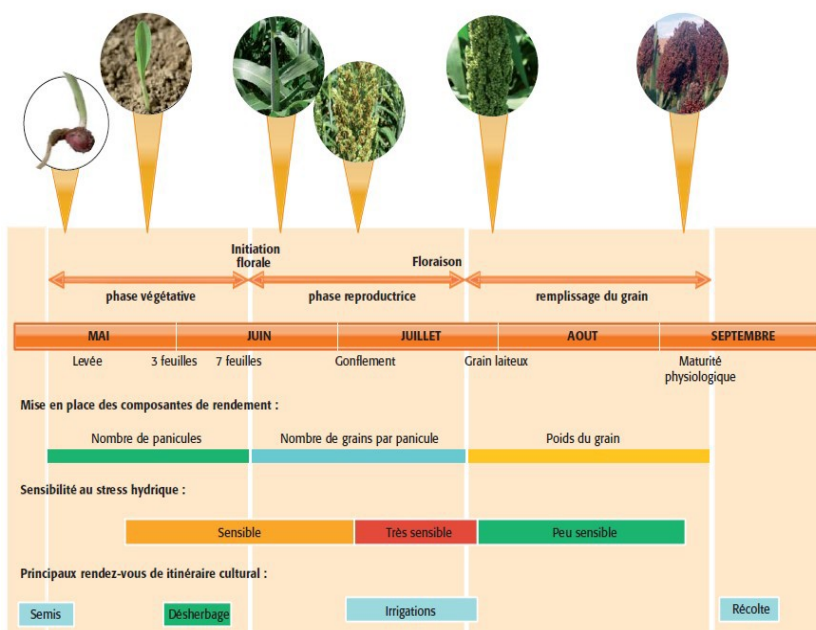 Initiation
florale
Floraison
phase végétative
phase reproductrice
remplissage du grain
MAI
JUIN
JUILLET
AOUT
SEPTEMBRE
Levée
3 feuilles
7 feuilles
Gonflement
Grain laiteux
Maturité
physiologique
Mise en place des composantes de rendement :
Nombre de panicules
Nombre de grains par panicule
Poids du grain
Sensibilité au stress hydrique :
Sensible
Très sensible
Peu sensible
Principaux rendez-vous de itinéraire cultural :
Semis
Désherbage
Irrigations
Récolte